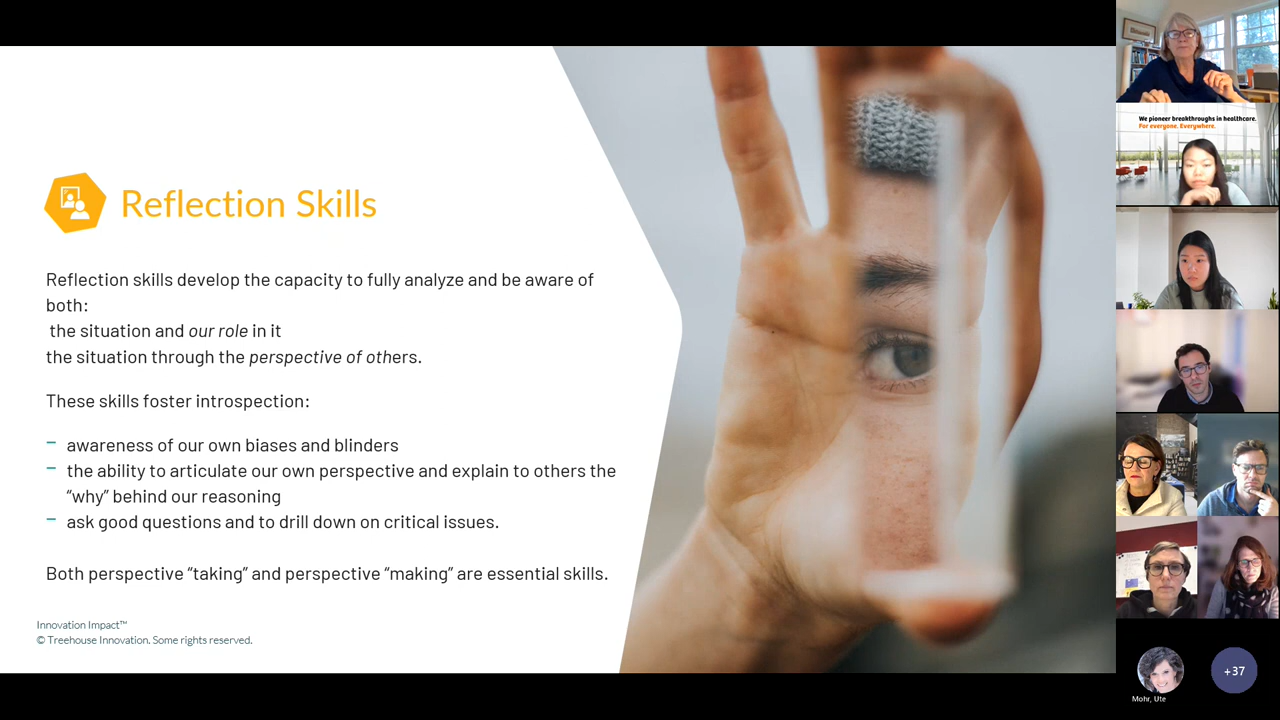 Reflection Skills
Reflection skills develop the capacity to fully analyze and be aware of
both:
the situation and our role in it
the situation through the perspective of others.
These skills foster introspection:
– awareness of our own biases and blinders
– the ability to articulate our own perspective and explain to others the
“why” behind our reasoning
– ask good questions and to drill down on critical issues.
Both perspective “taking” and perspective “making” are essential skills.
Innovation Impact™
© Treehouse Innovation. Some rights reserved.
We pioneer breakthroughs in healthcare.
For everyone. Everywhere.
Mohr, Ute
+37